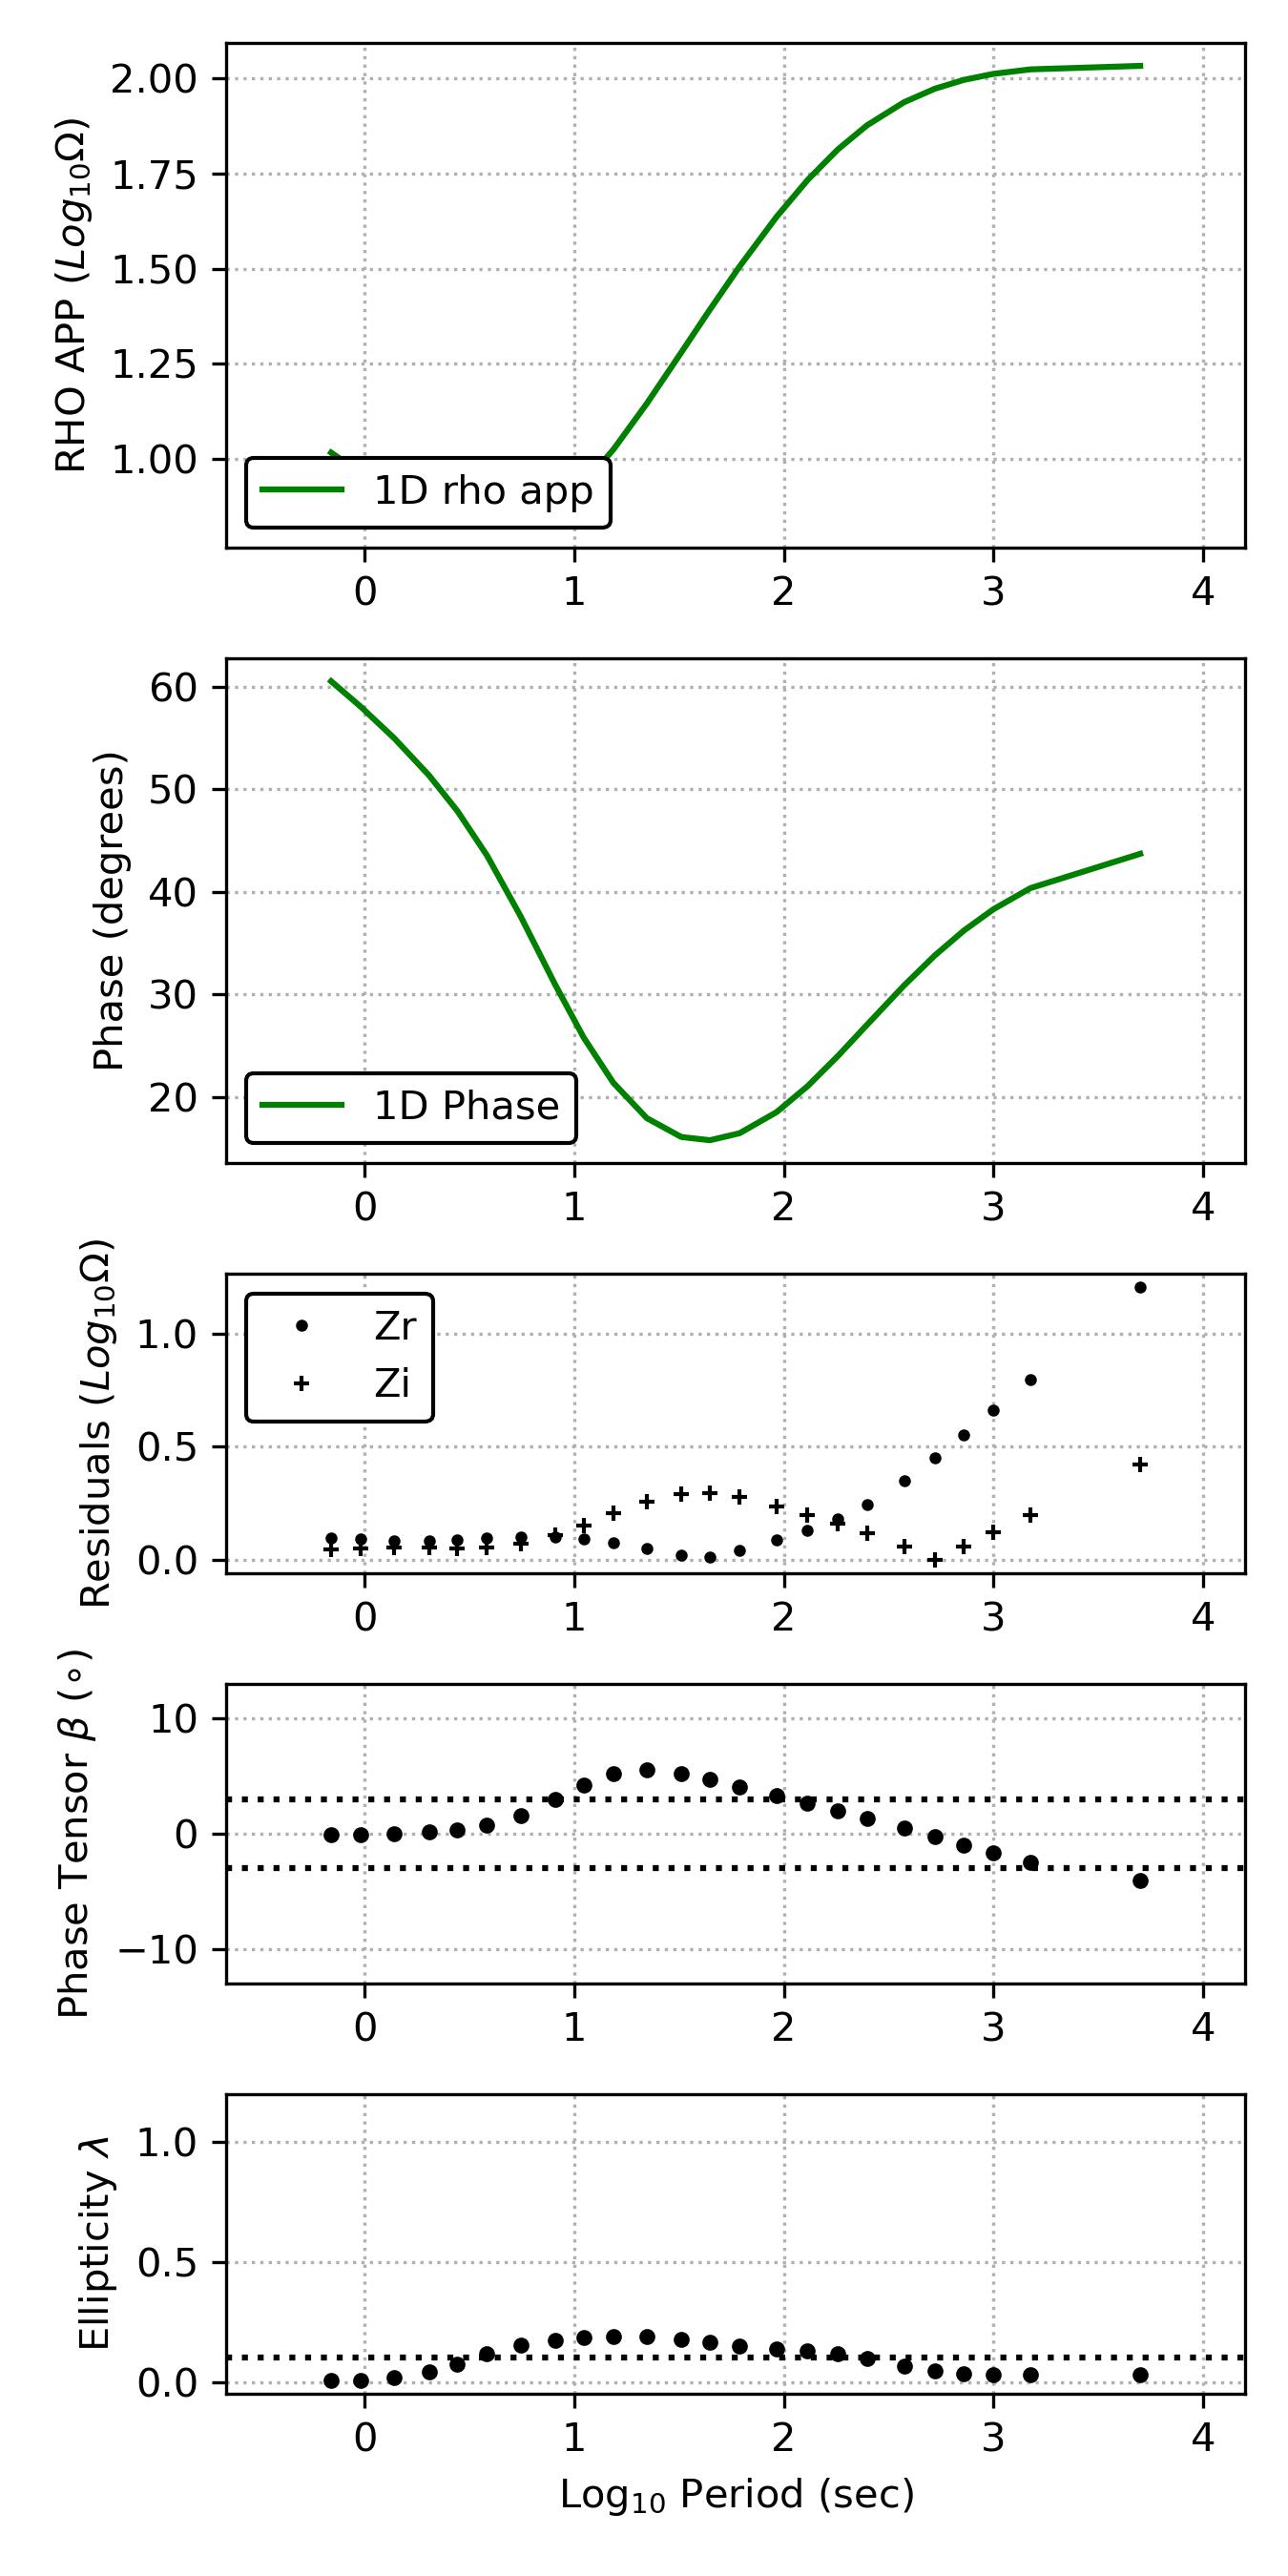 RHO APP (Log₁₀Ω)
2.00
1.75
1.50
1.25
1.00
1D rho app
0 1 2 3 4
Phase (degrees)
60
50
40
30
20
1D Phase
0 1 2 3 4
Residuals (Log₁₀Ω)
1.0
0.5
0.0
Zr
Zi
0 1 2 3 4
Phase Tensor β (∘)
10
0
−10
0 1 2 3 4
Ellipticity λ
1.0
0.5
0.0
0 1 2 3 4
Log₁₀ Period (sec)